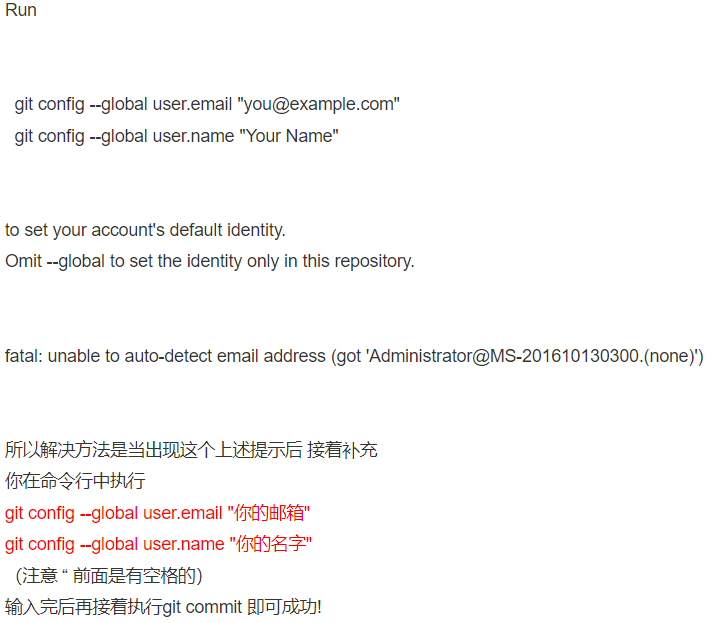 Run
git config --global user.email "you@example.com"
git config --global user.name "Your Name"
to set your account's default identity.
Omit --global to set the identity only in this repository.
fatal: unable to auto-detect email address (got 'Administrator@MS-201610130300.(none)')
所以解决方法是当出现这个上述提示后 接着补充
你在命令行中执行
git config --global user.email "你的邮箱"
git config --global user.name "你的名字"
（注意 “ 前面是有空格的）
输入完后再接着执行git commit 即可成功!